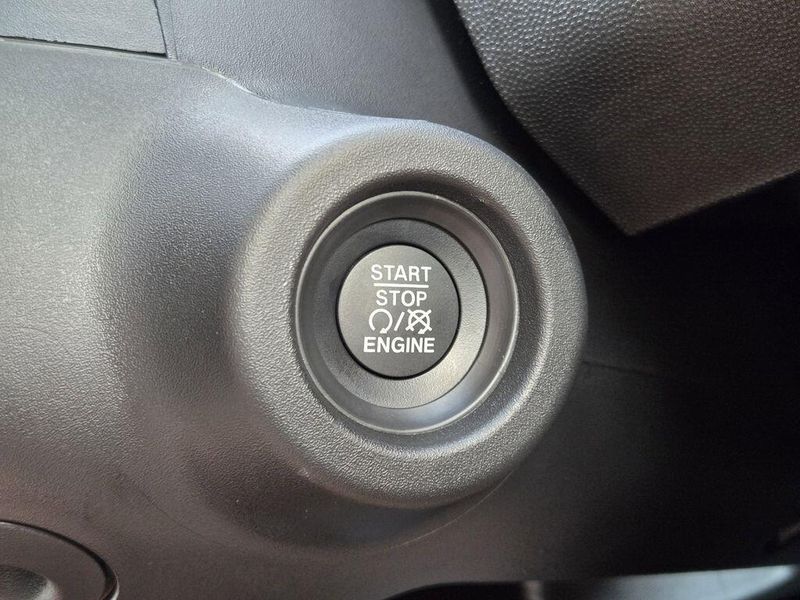 START
STOP
/
ENGINE